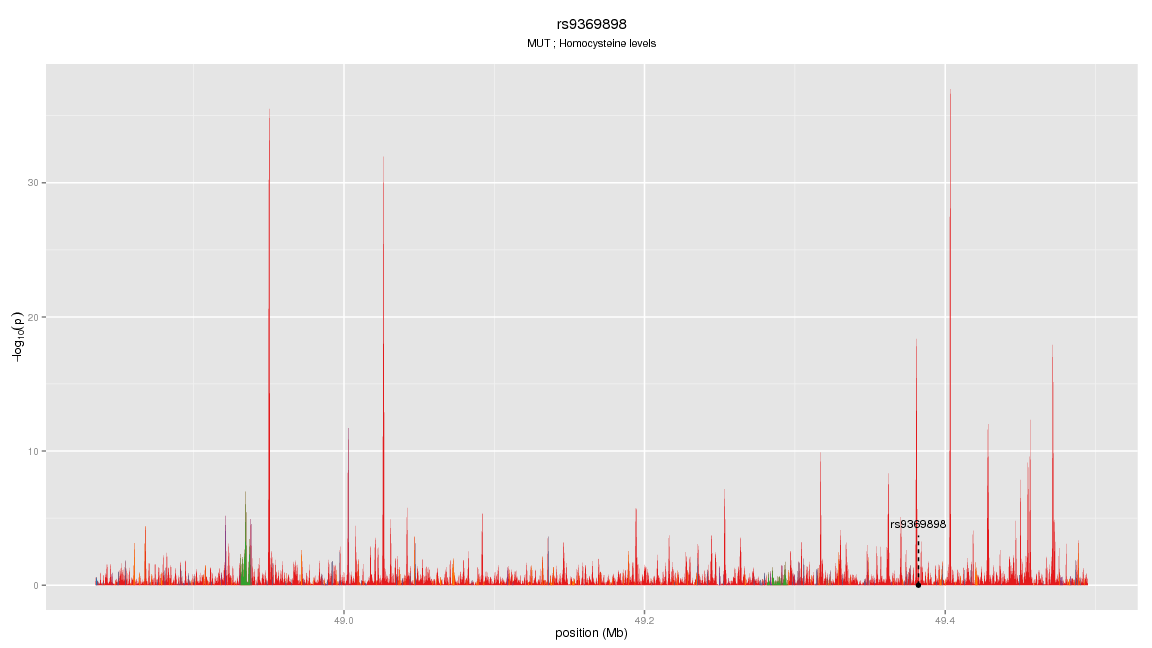 rs9369898
MUT ; Homocysteine levels
-log10(p)
30
20
10
0
rs9369898
49.0
49.2
49.4
position (Mb)